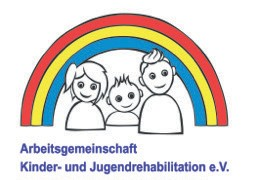 Arbeitsgemeinschaft
Kinder- und Jugendrehabilitation e.V.